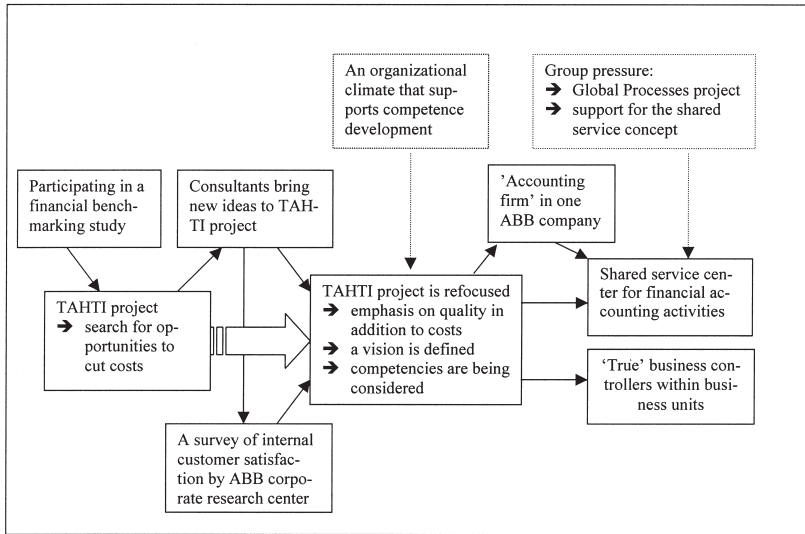 An organizational
climate that sup-
ports competence
development
Group pressure:
➔ Global Processes project
➔ support for the shared
service concept
Participating in a
financial bench-
marking study
Consultants bring
new ideas to TAH-
TI project
’Accounting
firm’ in one
ABB company
TAHTI project
➔ search for op-
portunities to
cut costs
TAHTI project is refocused
➔ emphasis on quality in
addition to costs
➔ a vision is defined
➔ competencies are being
considered
Shared service cen-
ter for financial ac-
counting activities
‘True’ business con-
trollers within busi-
ness units
A survey of internal
customer satisfac-
tion by ABB corpo-
rate research center